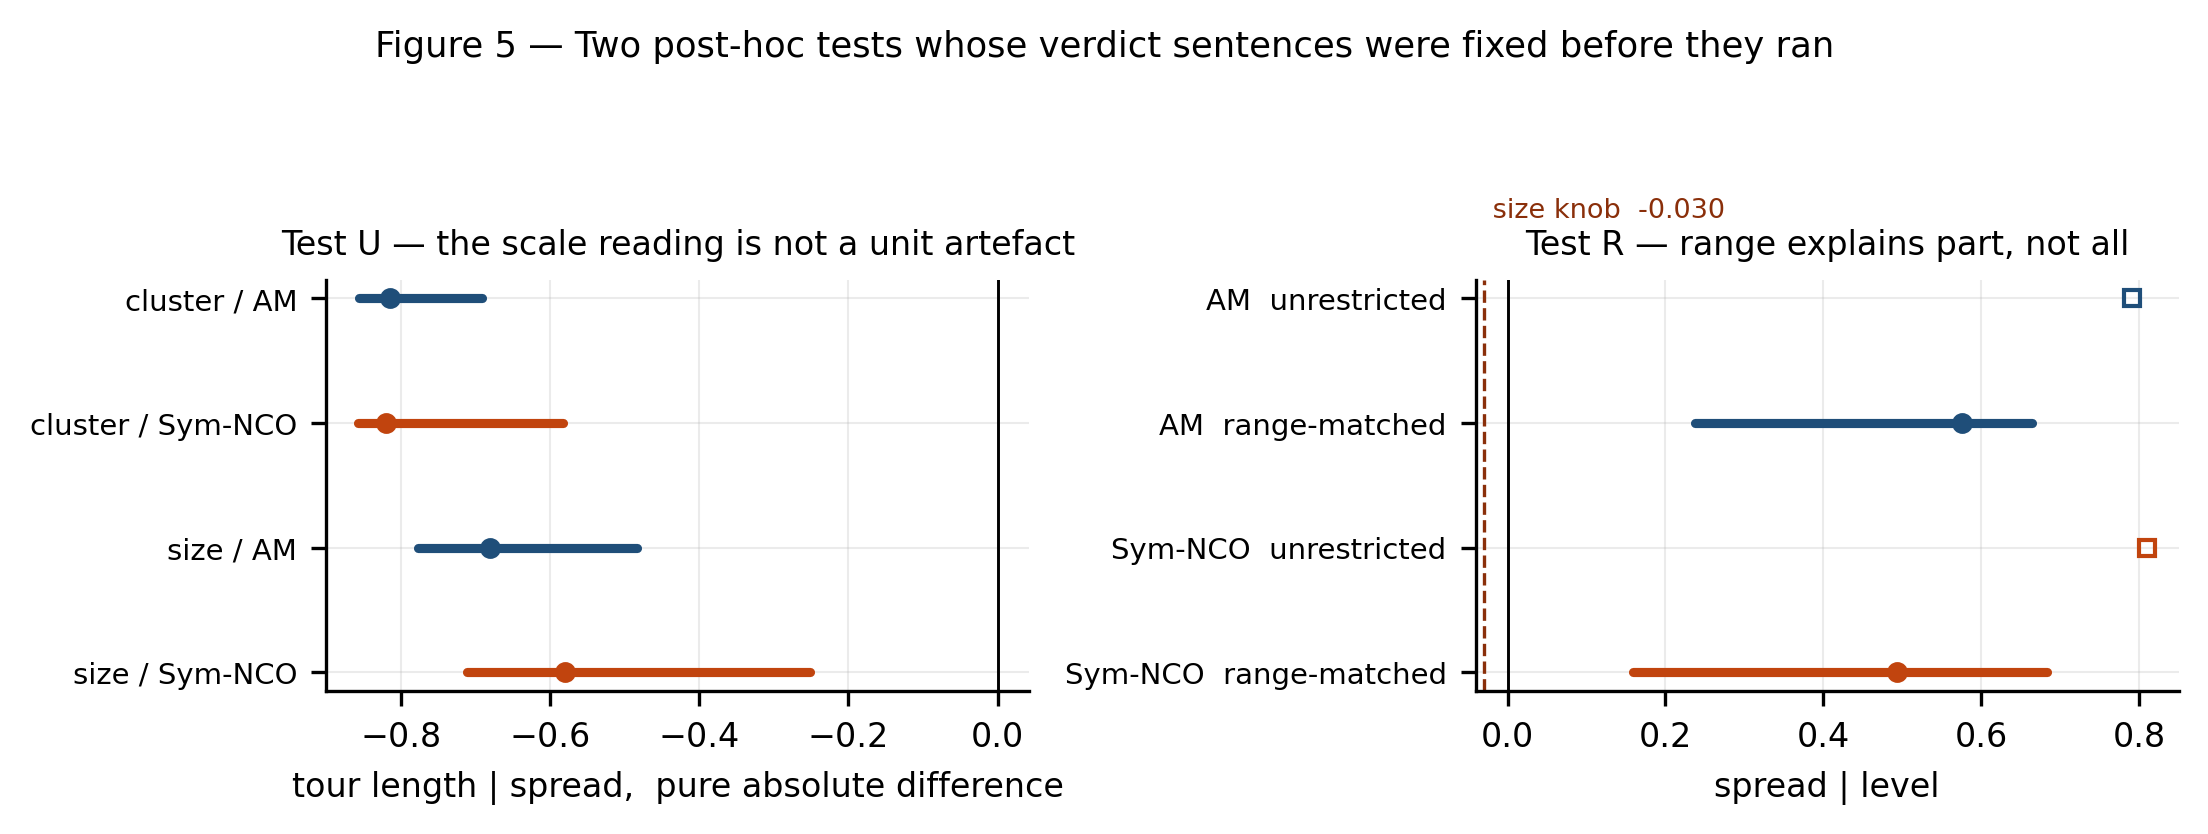 Figure 5 — Two post-hoc tests whose verdict sentences were fixed before they ran
Test U — the scale reading is not a unit artefact
cluster / AM
cluster / Sym-NCO
size / AM
size / Sym-NCO
−0.8 −0.6 −0.4 −0.2 0.0
tour length | spread,  pure absolute difference
size knob  -0.030
Test R — range explains part, not all
AM  unrestricted
AM  range-matched
Sym-NCO  unrestricted
Sym-NCO  range-matched
0.0 0.2 0.4 0.6 0.8
spread | level